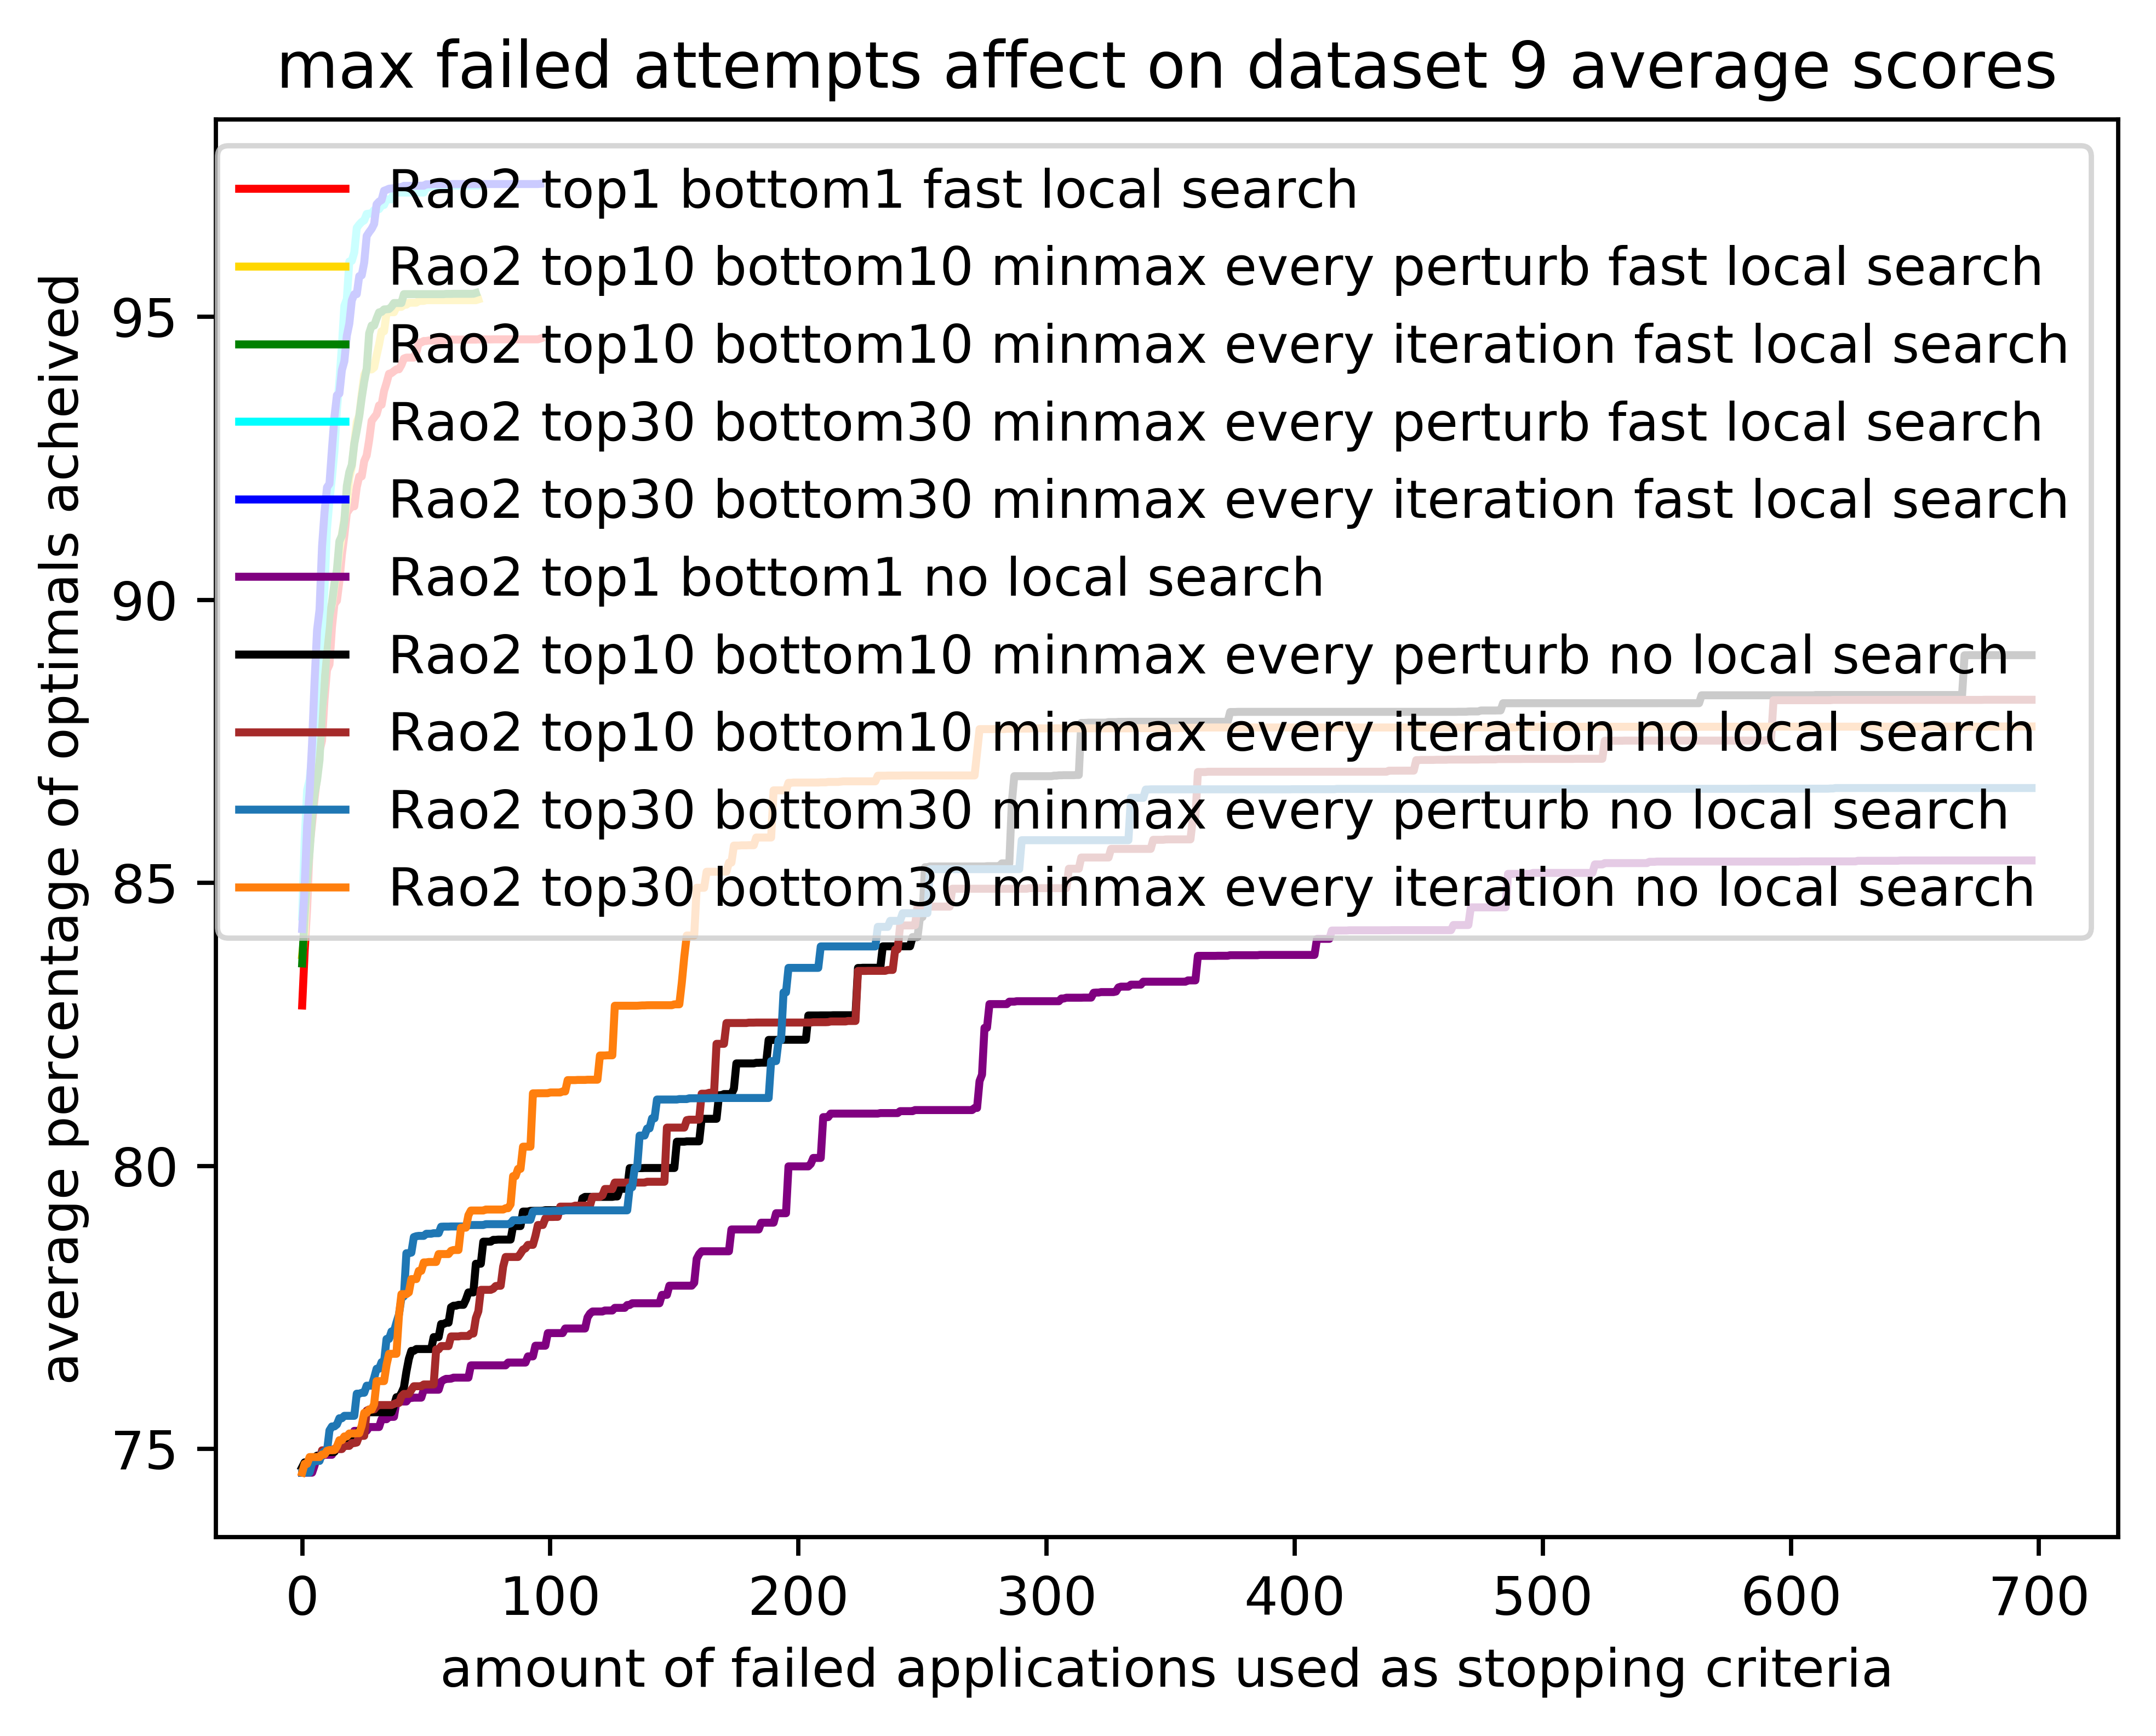 max failed attempts affect on dataset 9 average scores
Rao2 top1 bottom1 fast local search
Rao2 top10 bottom10 minmax every perturb fast local search
Rao2 top10 bottom10 minmax every iteration fast local search
Rao2 top30 bottom30 minmax every perturb fast local search
Rao2 top30 bottom30 minmax every iteration fast local search
Rao2 top1 bottom1 no local search
Rao2 top10 bottom10 minmax every perturb no local search
Rao2 top10 bottom10 minmax every iteration no local search
Rao2 top30 bottom30 minmax every perturb no local search
Rao2 top30 bottom30 minmax every iteration no local search
average percentage of optimals acheived
95
90
85
80
75
0 100 200 300 400 500 600 700
amount of failed applications used as stopping criteria